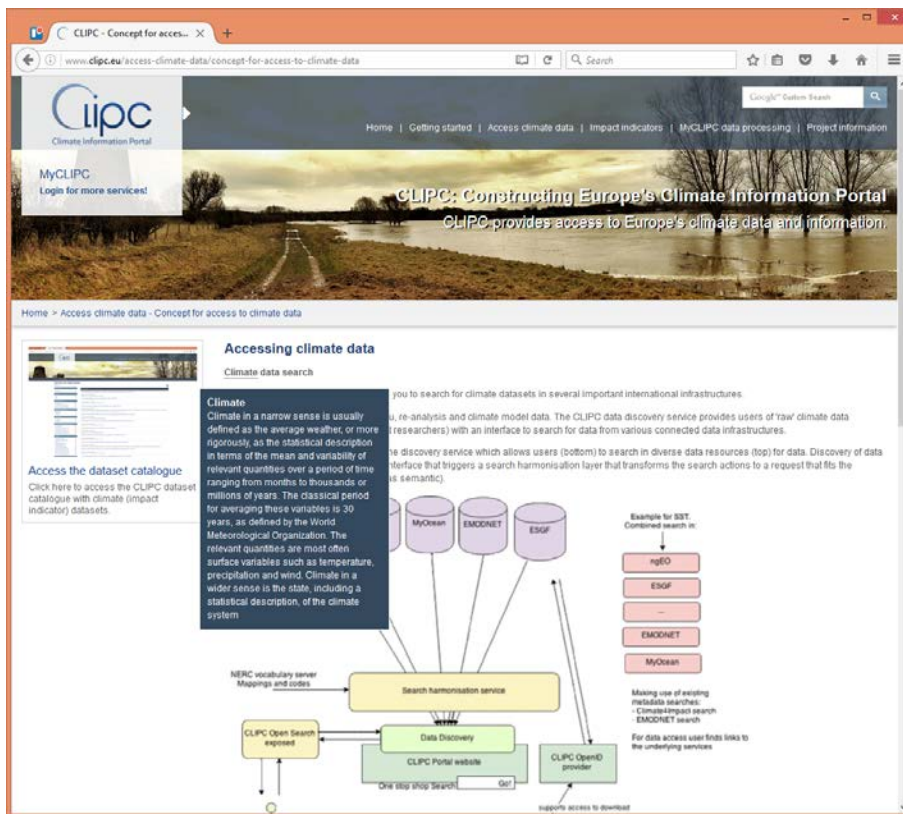 CLIPC - Concept for acces...
www.clipc.eu/access-climate-data/concept-for-access-to-climate-data
Search
Clipc
Climate Information Portal
Google™ Custom Search
Home | Getting started | Access climate data | Impact indicators | MyCLIPC data processing | Project information
MyCLIPC
Login for more services!
CLIPC: Constructing Europe's Climate Information Portal
CLIPC provides access to Europe's climate data and information.
Home > Access climate data - Concept for access to climate data
Accessing climate data
Climate data search
you to search for climate datasets in several important international infrastructures.
u, re-analysis and climate model data. The CLIPC data discovery service provides users of 'raw' climate data
t researchers) with an interface to search for data from various connected data infrastructures.
ne discovery service which allows users (bottom) to search in diverse data resources (top) for data. Discovery of data
nterface that triggers a search harmonisation layer that transforms the search actions to a request that fits the
as semantic).
Access the dataset catalogue
Click here to access the CLIPC dataset
catalogue with climate (impact
indicator) datasets.
Climate
Climate in a narrow sense is usually
defined as the average weather, or more
rigorously, as the statistical description
in terms of the mean and variability of
relevant quantities over a period of time
ranging from months to thousands or
millions of years. The classical period
for averaging these variables is 30
years, as defined by the World
Meteorological Organization. The
relevant quantities are most often
surface variables such as temperature,
precipitation and wind. Climate in a
wider sense is the state, including a
statistical description, of the climate
system
MyOcean
EMODNET
ESGF
Example for SST.
Combined search in:
ngEO
ESGF
...
EMODNET
MyOcean
NERC vocabulary server
Mappings and codes
Search harmonisation service
Making use of existing
metadata searches:
- Climate4Impact search
- EMODNET search
For data access user finds links to
the underlying services
CLIPC Open Search
exposed
Data Discovery
CLIPC Portal website
One stop shop Search
Go!
CLIPC OpenID
provider
supports access to download